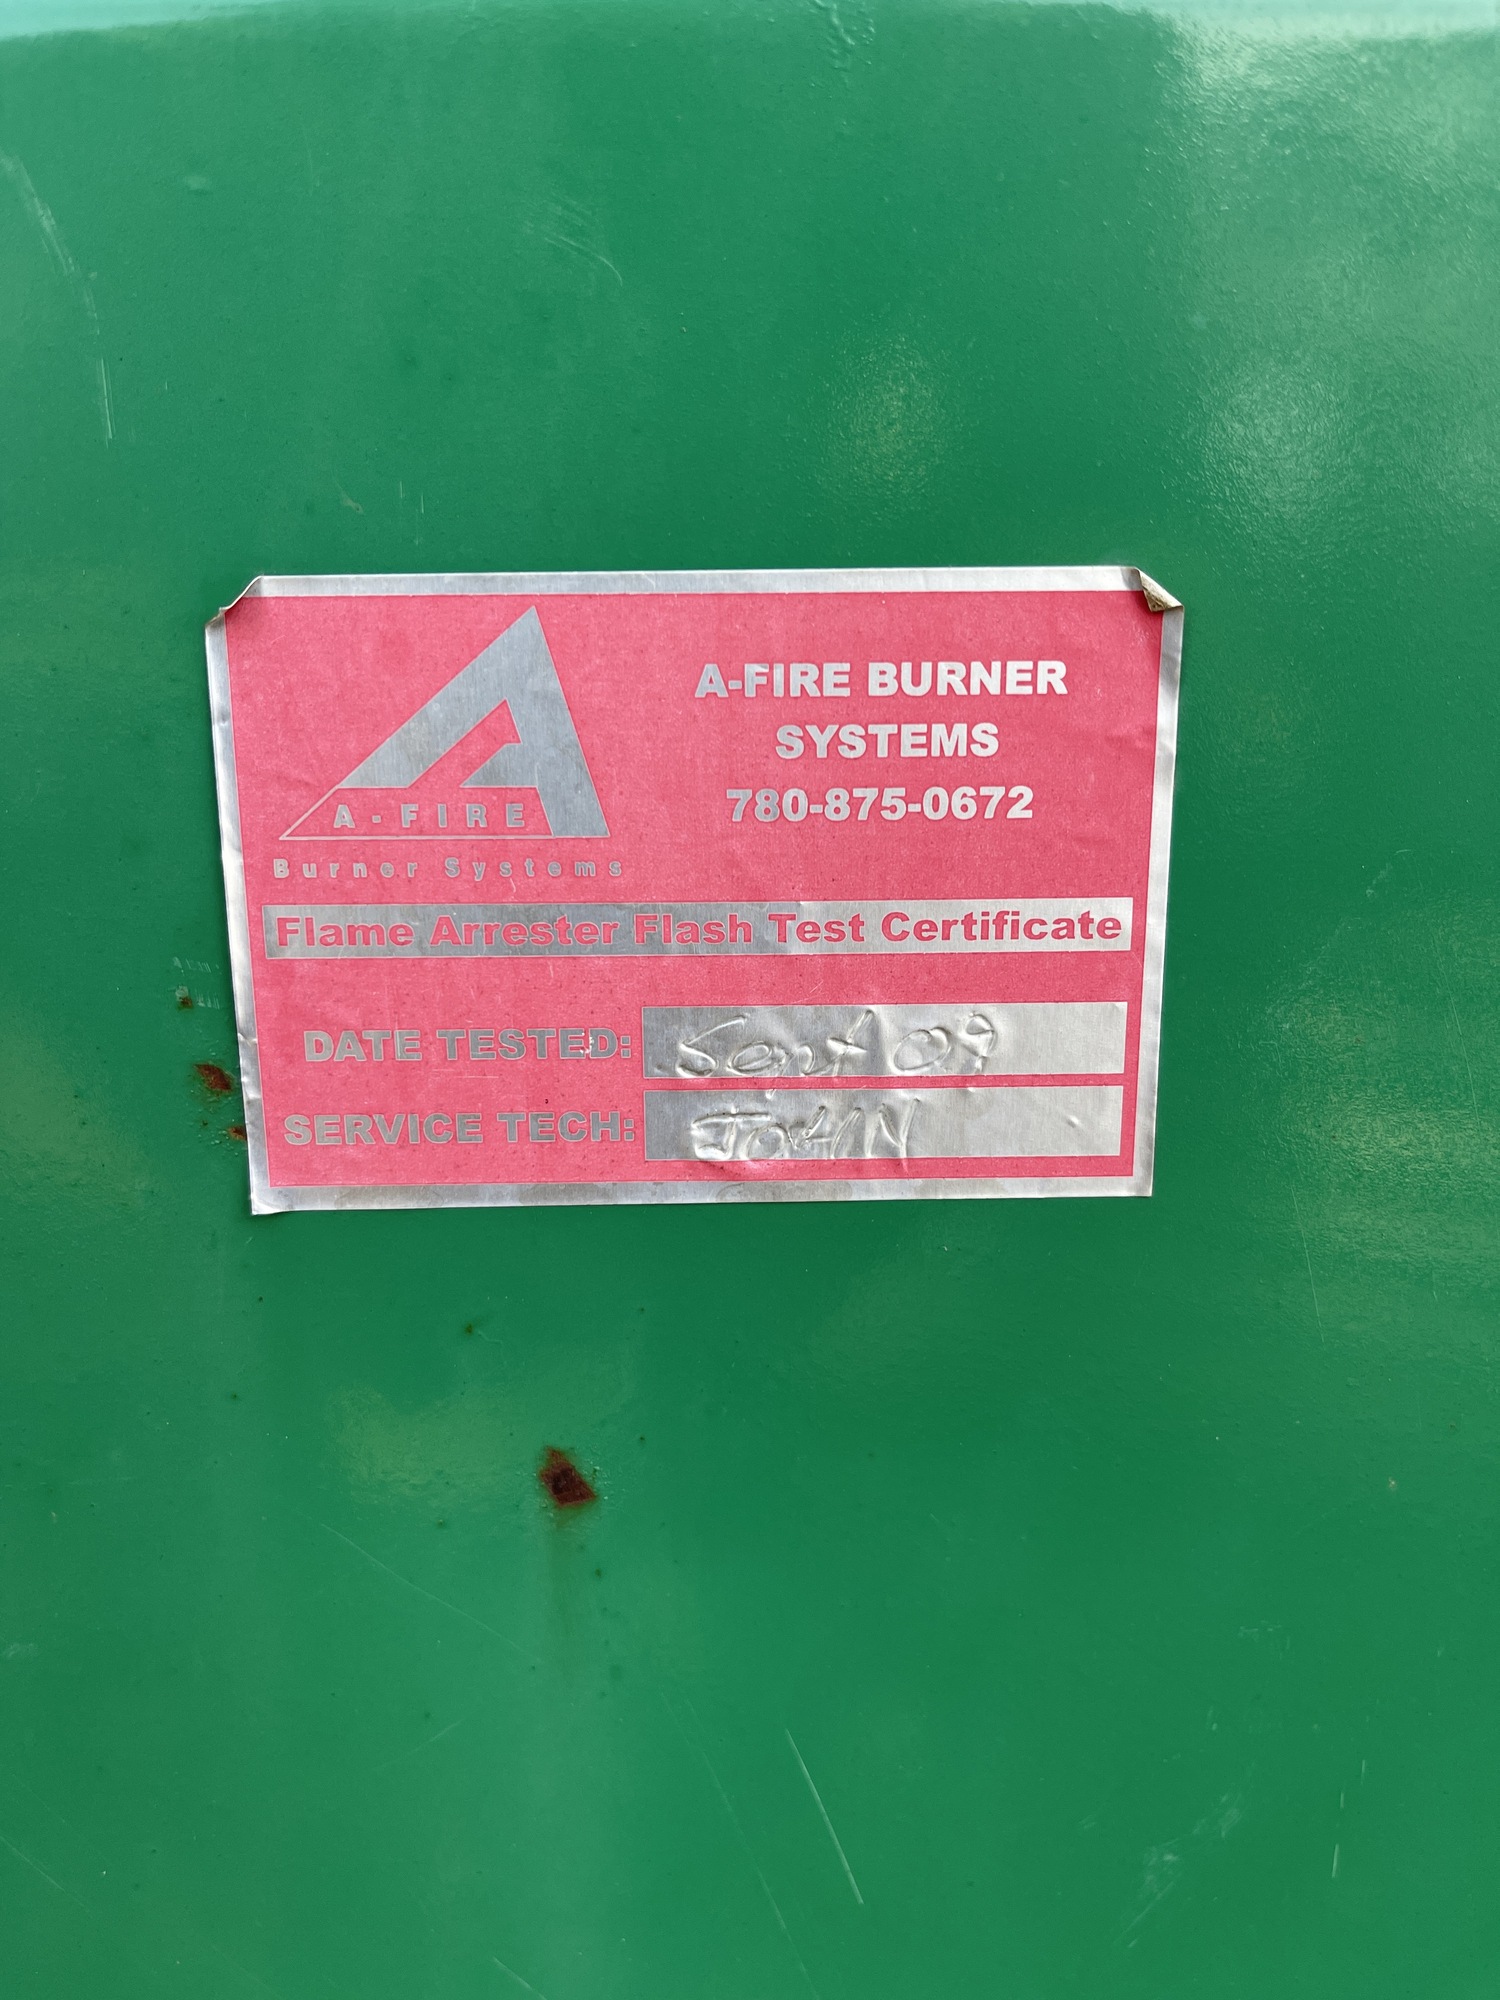 A-FIRE
Burner Systems
A-FIRE BURNER
SYSTEMS
780-875-0672
Flame Arrester Flash Test Certificate
DATE TESTED: Sept 09
SERVICE TECH: JOHN